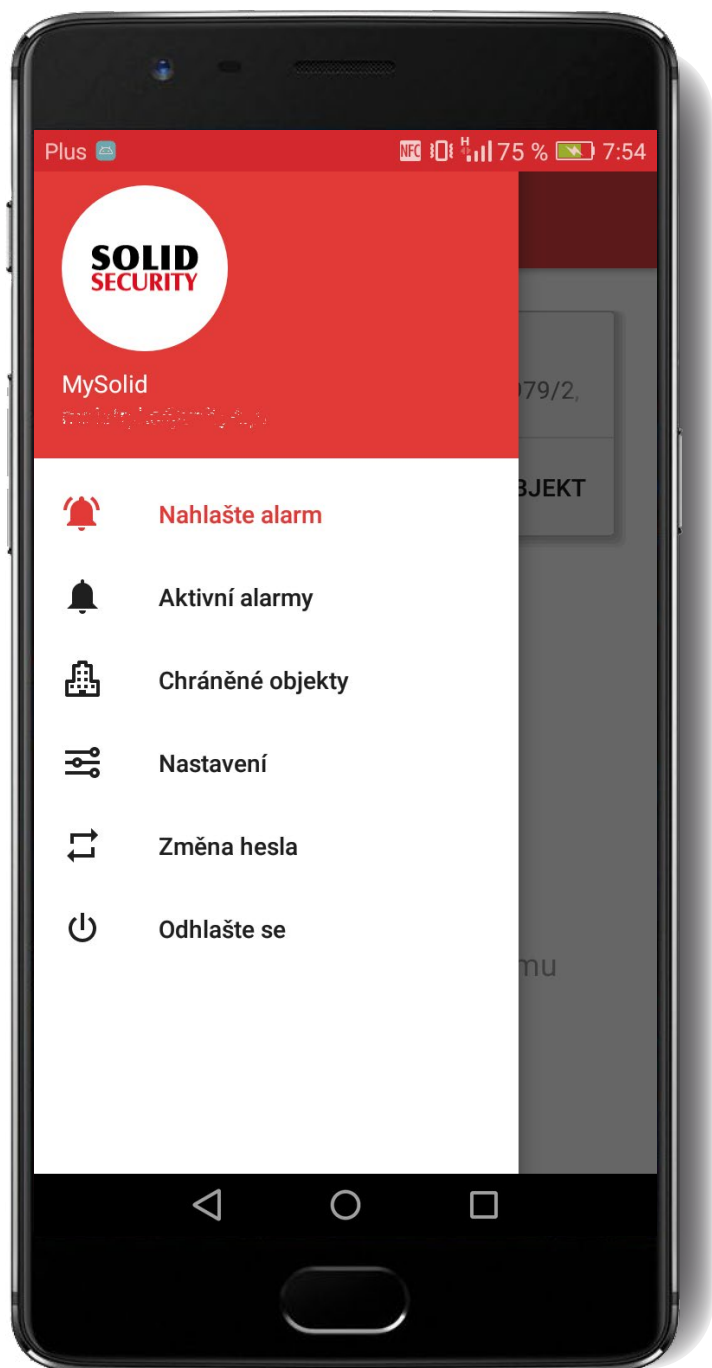 Plus NFC H 75 % 7:54
SOLID
SECURITY
MySolid
979/2,
BJEKT
Nahlašte alarm
Aktivní alarmy
Chráněné objekty
Nastavení
Změna hesla
Odhlašte se
mu